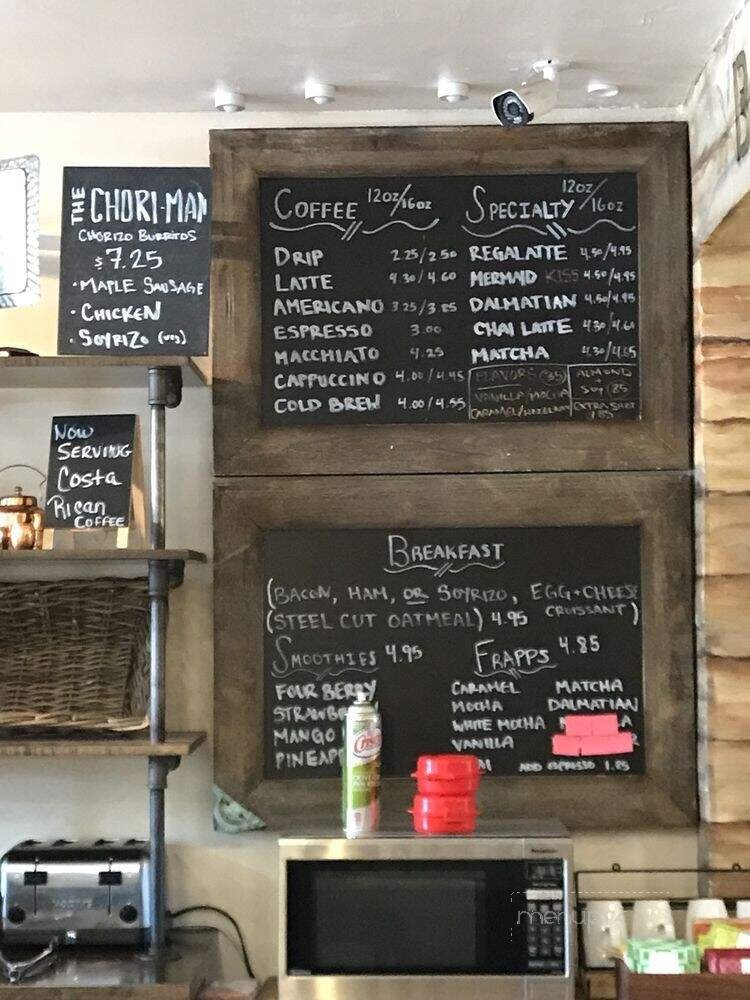 THE CHORI-MAN
CHORIZO BURRITOS
$7.25
• MAPLE SAUSAGE
• CHICKEN
• SOYRIZO (VEG)
NOW
SERVING
Costa
Rican
COFFEE
COFFEE 12oz/16oz
DRIP 2.25/2.50
LATTE 4.30/4.60
AMERICANO 3.25/3.85
ESPRESSO 3.00
MACCHIATO 4.25
CAPPUCCINO 4.00/4.45
COLD BREW 4.00/4.55
SPECIALTY 12oz/16oz
REGALATTE 4.50/4.95
MERMAID KISS 4.50/4.95
DALMATIAN 4.50/4.95
CHAI LATTE 4.30/4.60
MATCHA
FLAVORS
VANILLA/MOCHA
CARAMEL/HAZELNUT
ALMOND
SOY
EXTRA SHOT
BREAKFAST
(BACON, HAM, OR SOYRIZO, EGG + CHEESE
CROISSANT)
(STEEL CUT OATMEAL) 4.95
SMOOTHIES 4.95
FOUR BERRY
MANGO
FRAPPS 4.85
CARAMEL MATCHA
MOCHA DALMATIAN
WHITE MOCHA
VANILLA
ADD ESPRESSO 1.85
Crisco
menupix